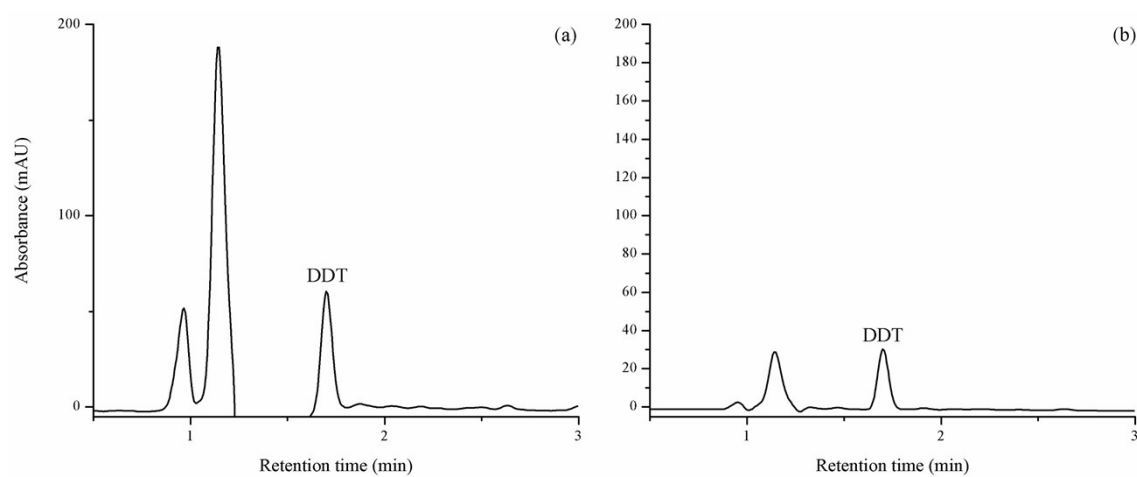 200
(a)
100
0
DDT
Absorbance (mAU)
1
2
3
Retention time (min)
200
180
160
140
120
100
80
60
40
20
0
(b)
DDT
1
2
3
Retention time (min)